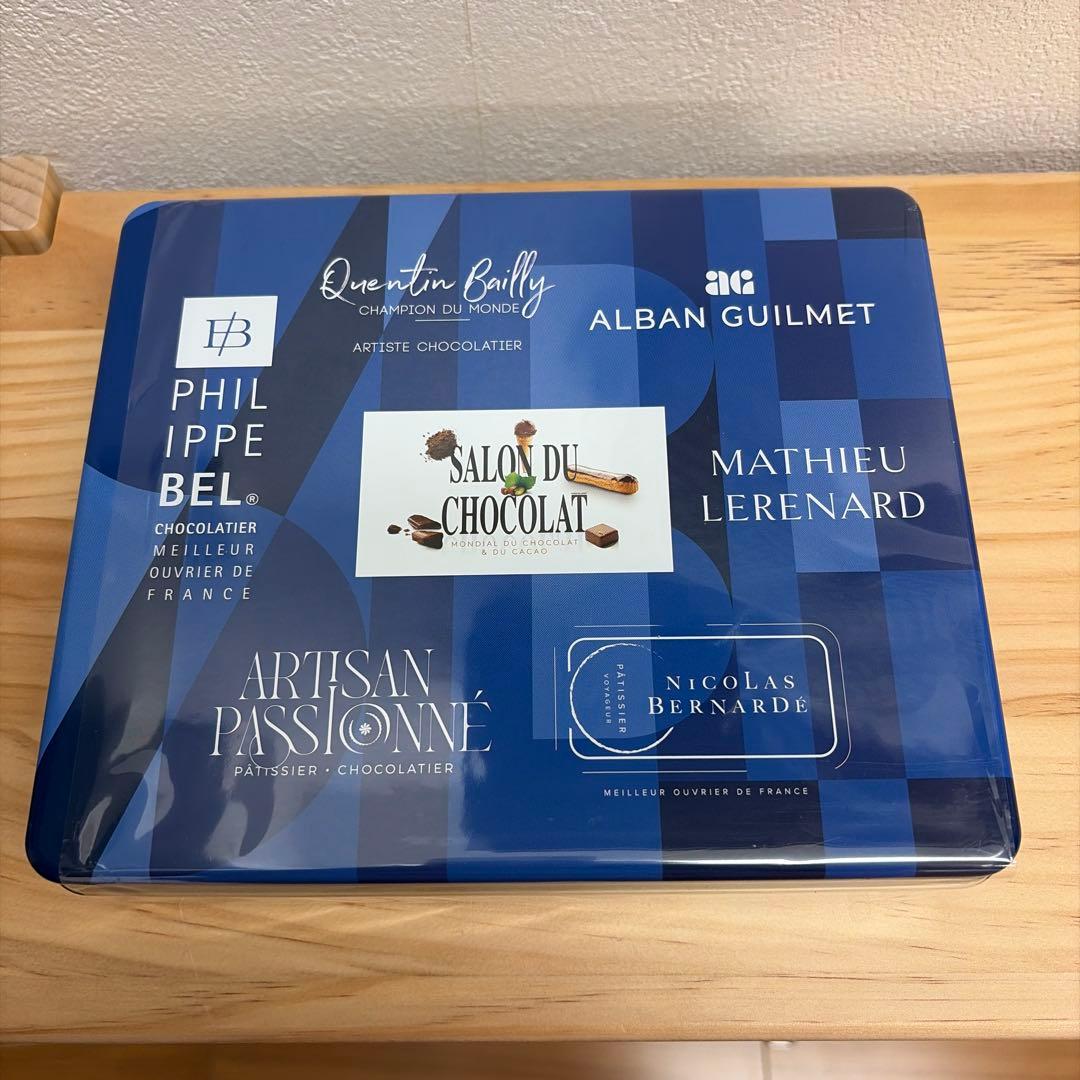 Quentin Bailly
CHAMPION DU MONDE
ARTISTE CHOCOLATIER
ag
ALBAN GUILMET
PB
PHIL
IPPE
BEL®
CHOCOLATIER
MEILLEUR
OUVRIER DE
FRANCE
SALON DU
CHOCOLAT
MONDIAL DU CHOCOLAT
& DU CACAO
MATHIEU
LERENARD
ARTISAN
PASSIONNÉ
PÂTISSIER • CHOCOLATIER
PÂTISSIER
VOYAGEUR
NICOLAS
BERNARDÉ
MEILLEUR OUVRIER DE FRANCE